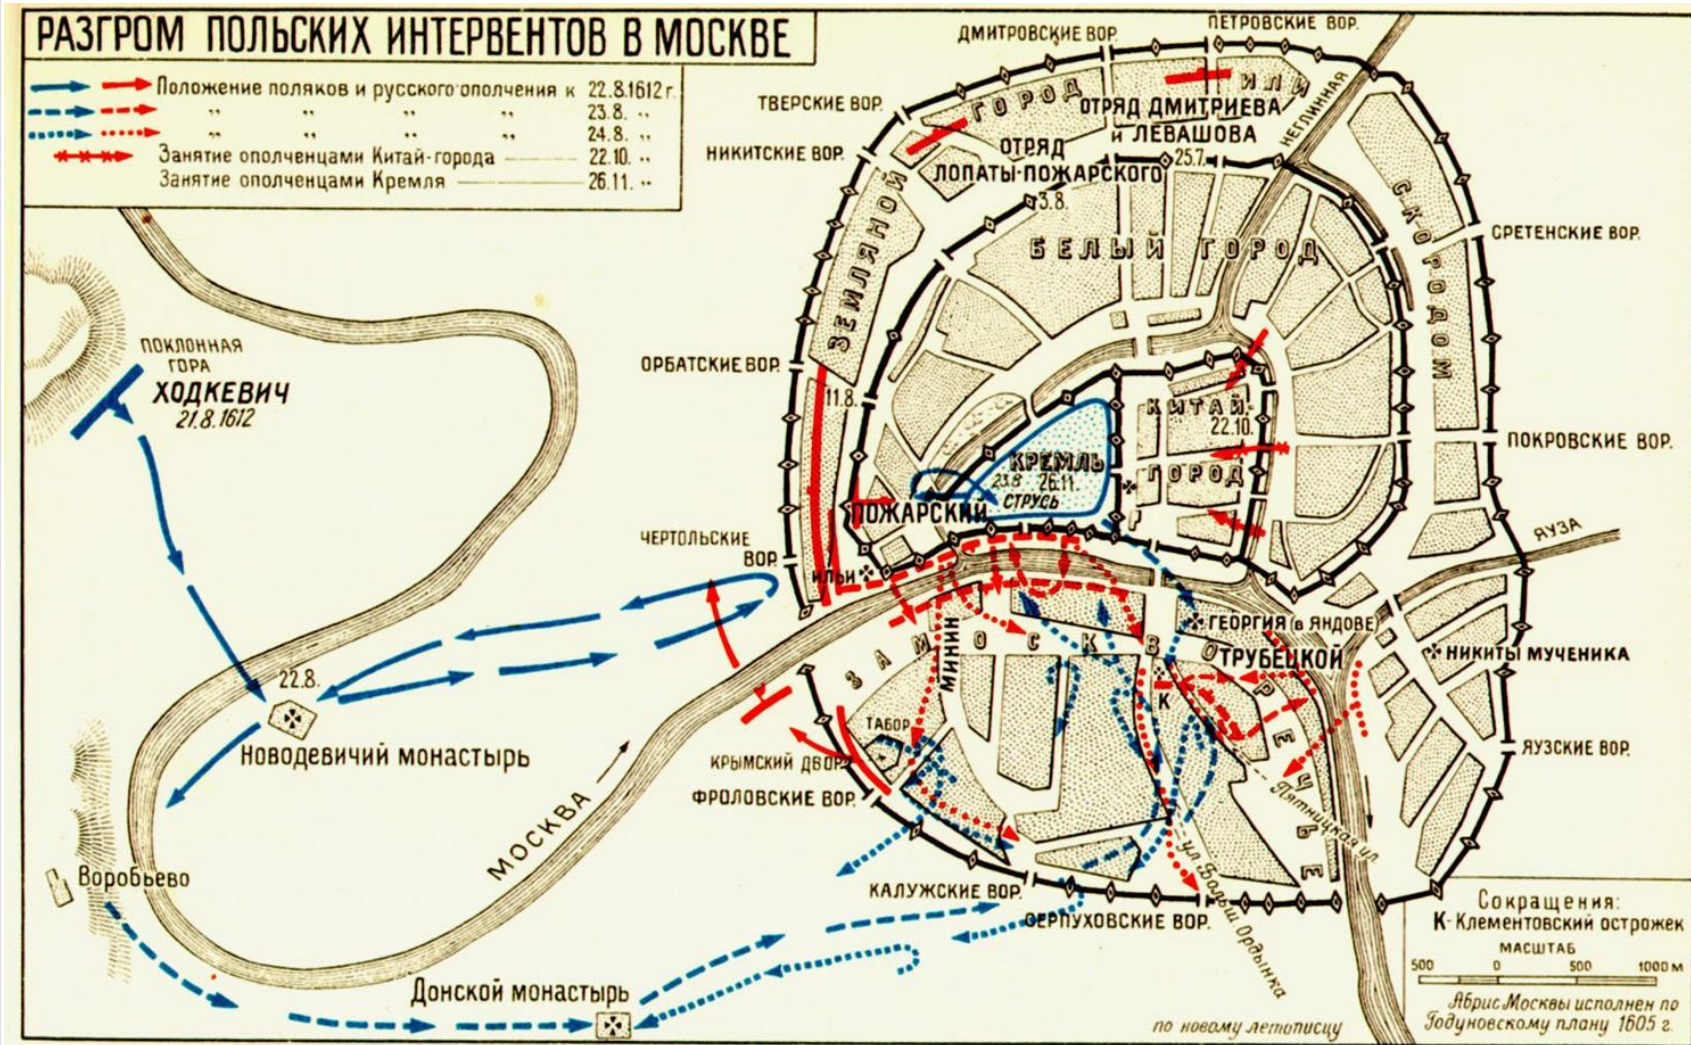 РАЗГРОМ ПОЛЬСКИХ ИНТЕРВЕНТОВ В МОСКВЕ
Положение поляков и русского ополчения к 22.8.1612 г.
„ „ „ „ 23.8. „
„ „ „ „ 24.8. „
Занятие ополченцами Китай-города 22.10. „
Занятие ополченцами Кремля 26.11. „
ДМИТРОВСКИЕ ВОР.
ПЕТРОВСКИЕ ВОР.
ТВЕРСКИЕ ВОР.
НИКИТСКИЕ ВОР.
ЗЕМЛЯНОЙ
ГОРОД
ИЛИ
СКОРОДОМ
НЕГЛИННАЯ
ОТРЯД ДМИТРИЕВА
и ЛЕВАШОВА
25.7.
ОТРЯД
ЛОПАТЫ-ПОЖАРСКОГО
3.8.
БЕЛЫЙ ГОРОД
СРЕТЕНСКИЕ ВОР.
ПОКЛОННАЯ
ГОРА
ХОДКЕВИЧ
21.8.1612
ОРБАТСКИЕ ВОР.
11.8.
КИТАЙ-
22.10.
ГОРОД
КРЕМЛЬ
23.8 26.11.
СТРУСЬ
ПОКРОВСКИЕ ВОР.
ПОЖАРСКИЙ
Г
ЧЕРТОЛЬСКИЕ
ВОР.
ИЛЬИ
ЯУЗА
ГЕОРГИЯ (в ЯНДОВЕ)
ТРУБЕЦКОЙ
НИКИТЫ МУЧЕНИКА
ЗАМОСКВОРЕЧЬЕ
МИНИН
К
22.8.
Новодевичий монастырь
ТАБОР
КРЫМСКИЙ ДВОР
ФРОЛОВСКИЕ ВОР.
ЯУЗСКИЕ ВОР.
МОСКВА
Пятницкая ул
ул Больш Ордынка
Воробьево
КАЛУЖСКИЕ ВОР.
СЕРПУХОВСКИЕ ВОР.
Донской монастырь
Сокращения:
К-Клементовский острожек
МАСШТАБ
500 0 500 1000 м
Абрис Москвы исполнен по
Годуновскому плану 1605 г.
по новому летописцу